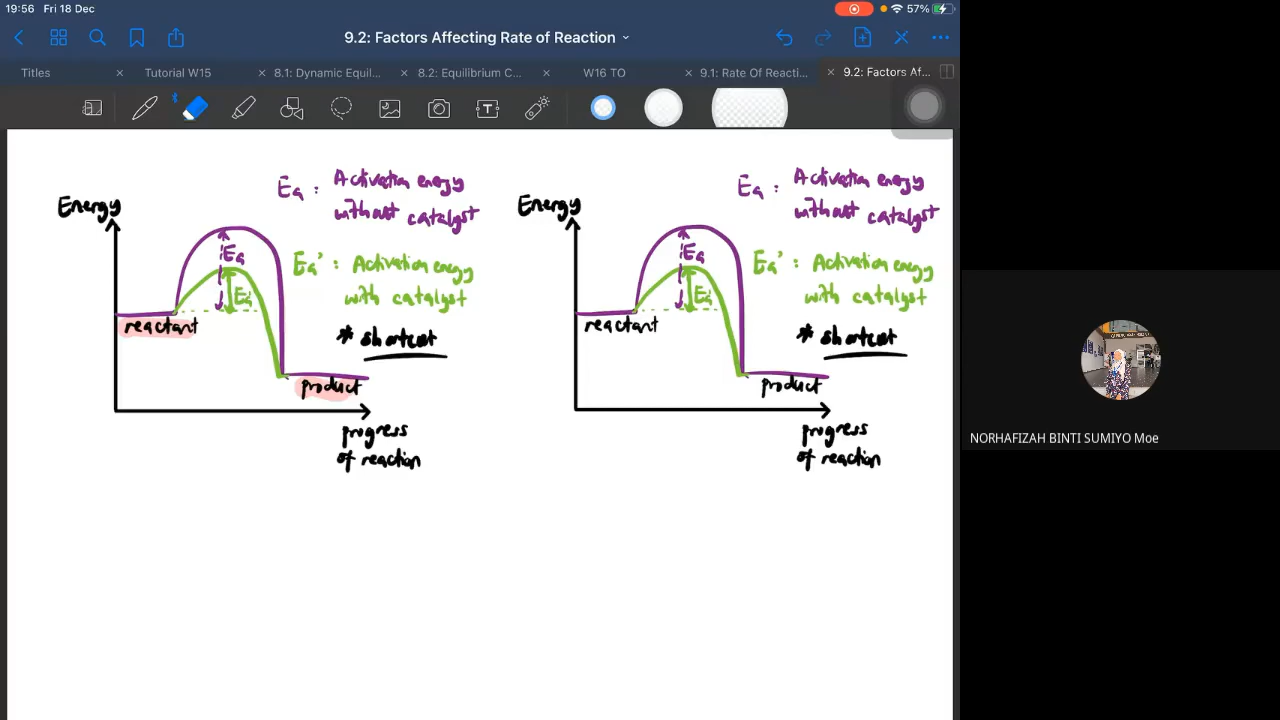 19:56 Fri 18 Dec
57%
9.2: Factors Affecting Rate of Reaction
Titles
Tutorial W15
8.1: Dynamic Equil...
8.2: Equilibrium C...
W16 TO
9.1: Rate Of Reacti...
9.2: Factors Af...
T
Energy
Ea : Activation energy
without catalyst
Ea
Ea' : Activation energy
with catalyst
Ea'
reactant
* shortcut
product
progress
of reaction
Energy
Ea : Activation energy
without catalyst
Ea
Ea' : Activation energy
with catalyst
Ea'
reactant
* shortcut
product
progress
of reaction
NORHAFIZAH BINTI SUMIYO Moe